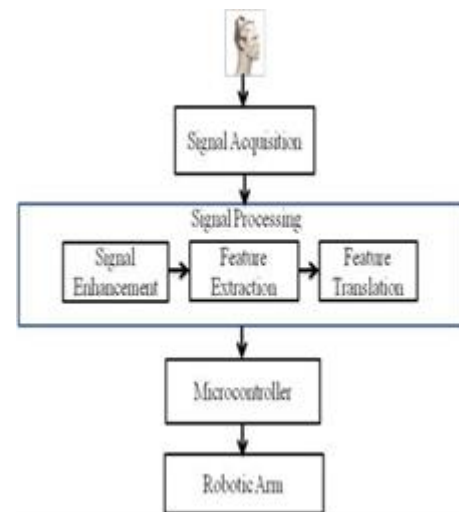 Signal Acquisition
Signal Processing
Signal
Enhancement
Feature
Extraction
Feature
Translation
Microcontroller
Robotic Arm